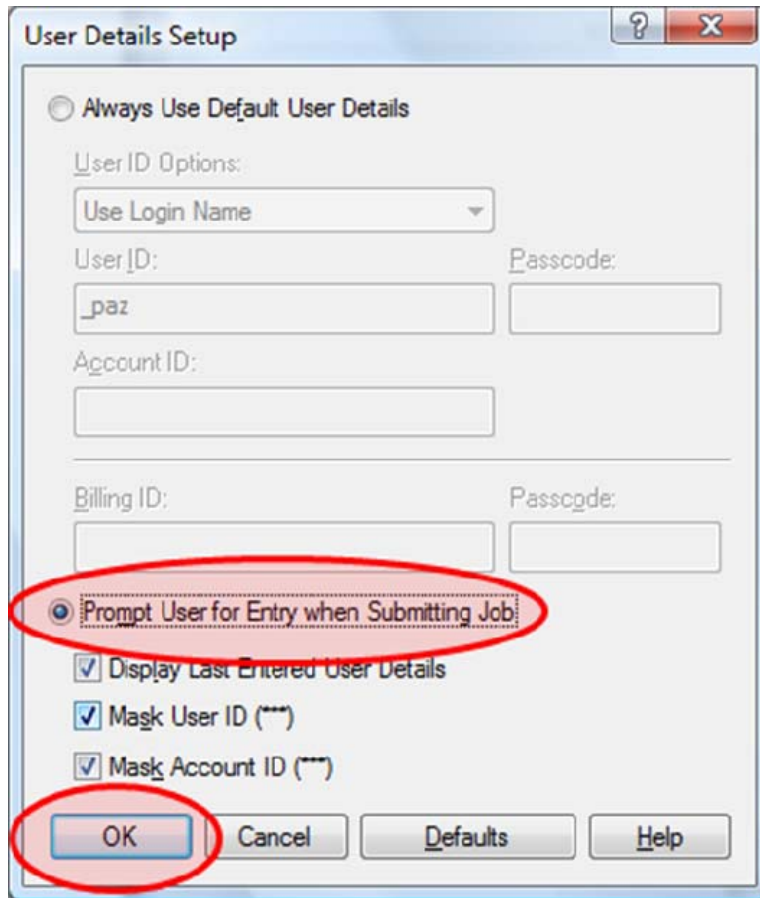 User Details Setup
Always Use Default User Details
User ID Options:
Use Login Name
User ID: Passcode:
_paz
Account ID:
Billing ID: Passcode:
Prompt User for Entry when Submitting Job
Display Last Entered User Details
Mask User ID (***)
Mask Account ID (***)
OK Cancel Defaults Help